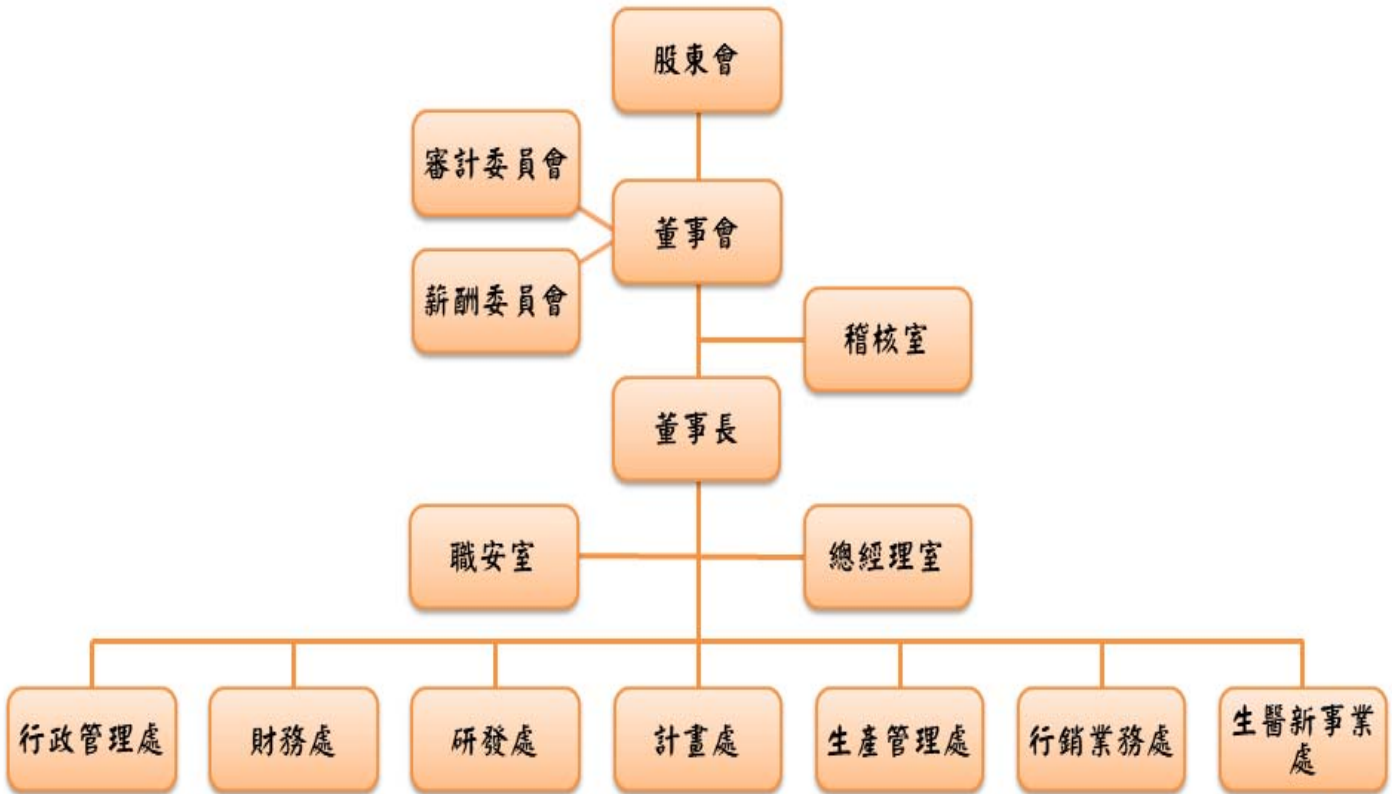 股東會
審計委員會
董事會
薪酬委員會
稽核室
董事長
職安室
總經理室
行政管理處
財務處
研發處
計畫處
生產管理處
行銷業務處
生醫新事業
處